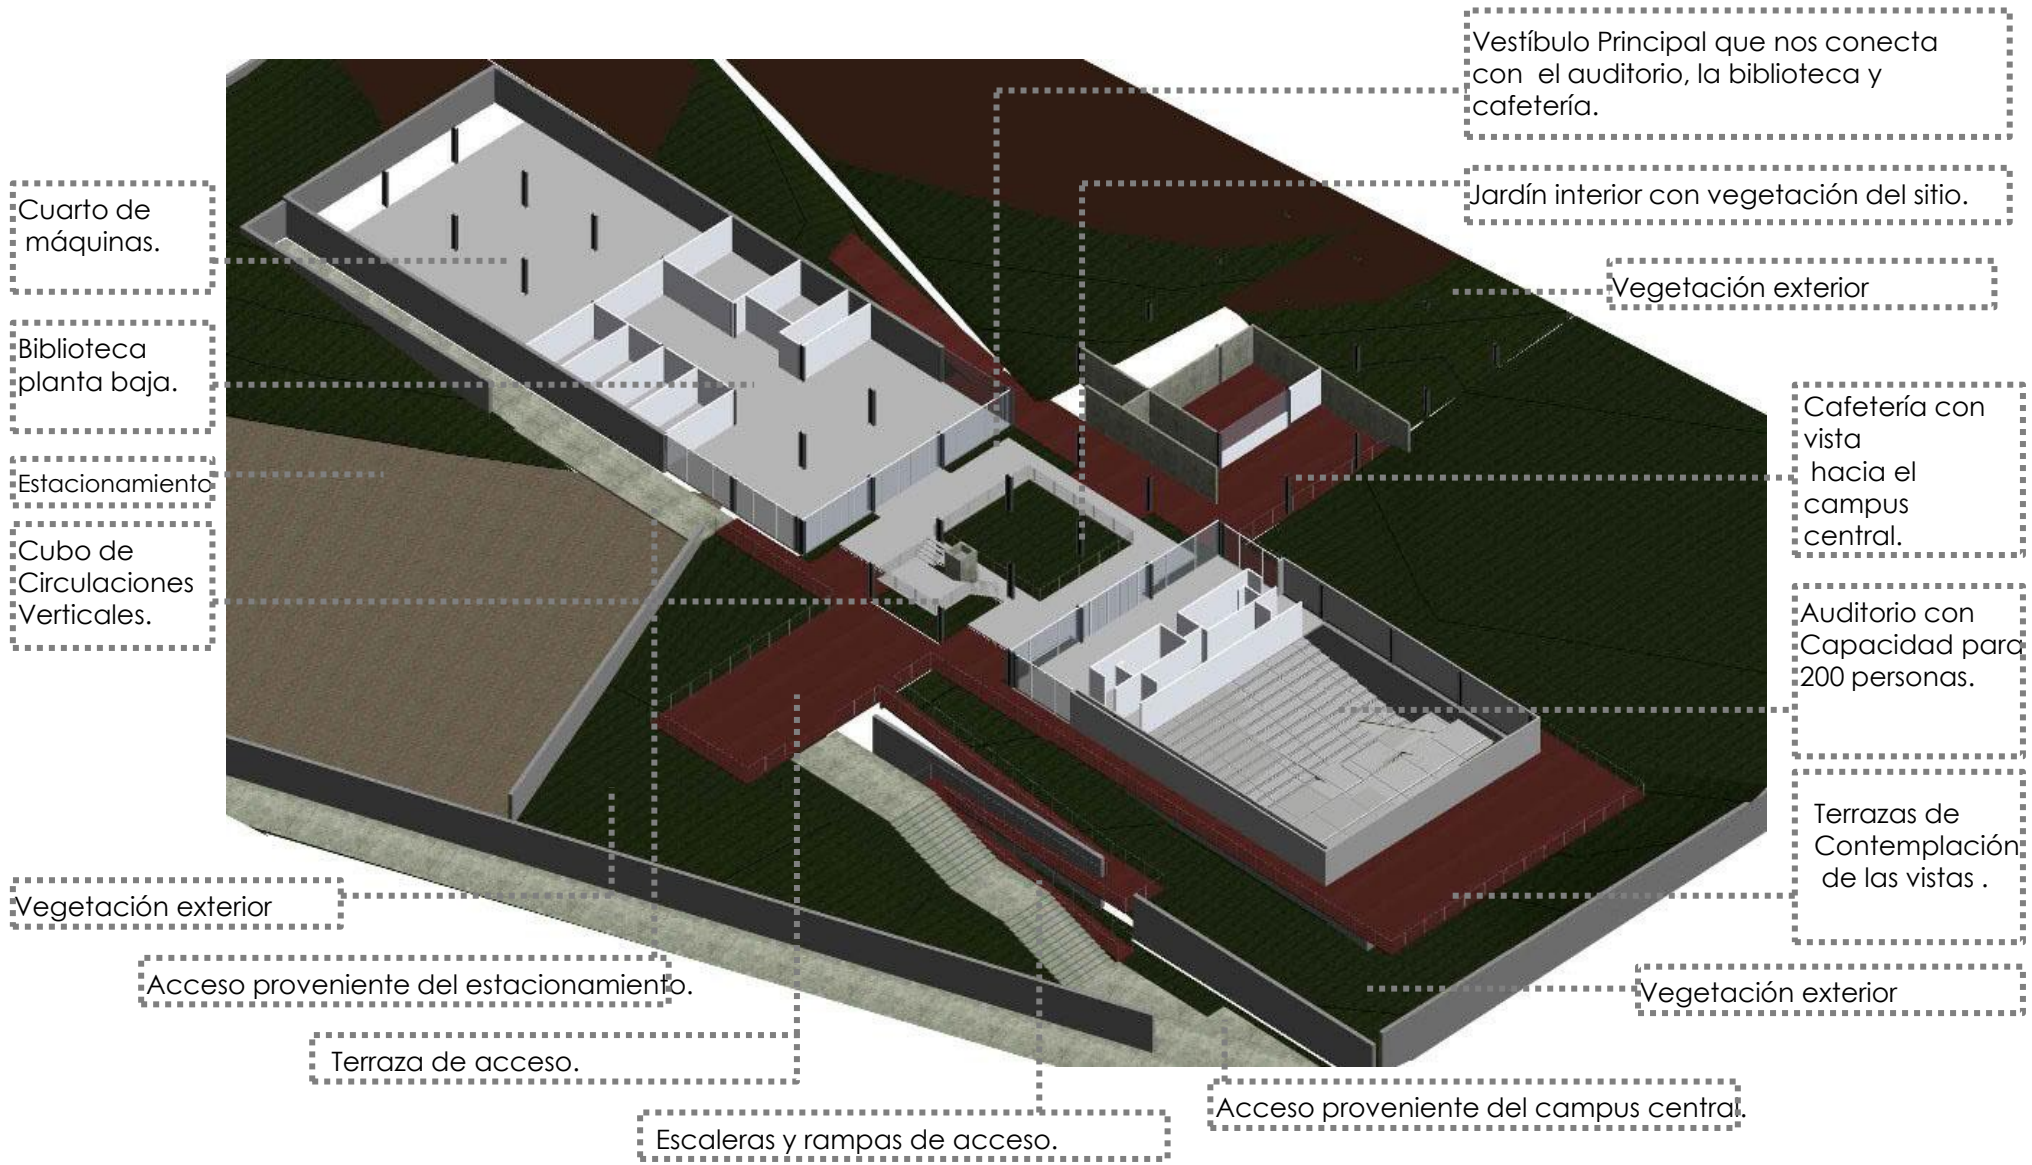 Vestíbulo Principal que nos conecta
con el auditorio, la biblioteca y
cafetería.
Jardín interior con vegetación del sitio.
Vegetación exterior
Cuarto de
máquinas.
Biblioteca
planta baja.
Estacionamiento
Cubo de
Circulaciones
Verticales.
Cafetería con
vista
hacia el
campus
central.
Auditorio con
Capacidad para
200 personas.
Terrazas de
Contemplación
de las vistas .
Vegetación exterior
Vegetación exterior
Acceso proveniente del estacionamiento.
Terraza de acceso.
Acceso proveniente del campus central.
Escaleras y rampas de acceso.